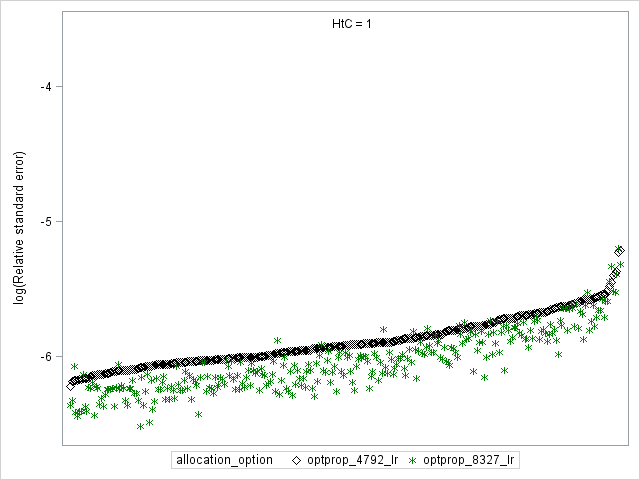 HtC = 1
-4
-5
-6
log(Relative standard error)
allocation_option optprop_4792_lr optprop_8327_lr